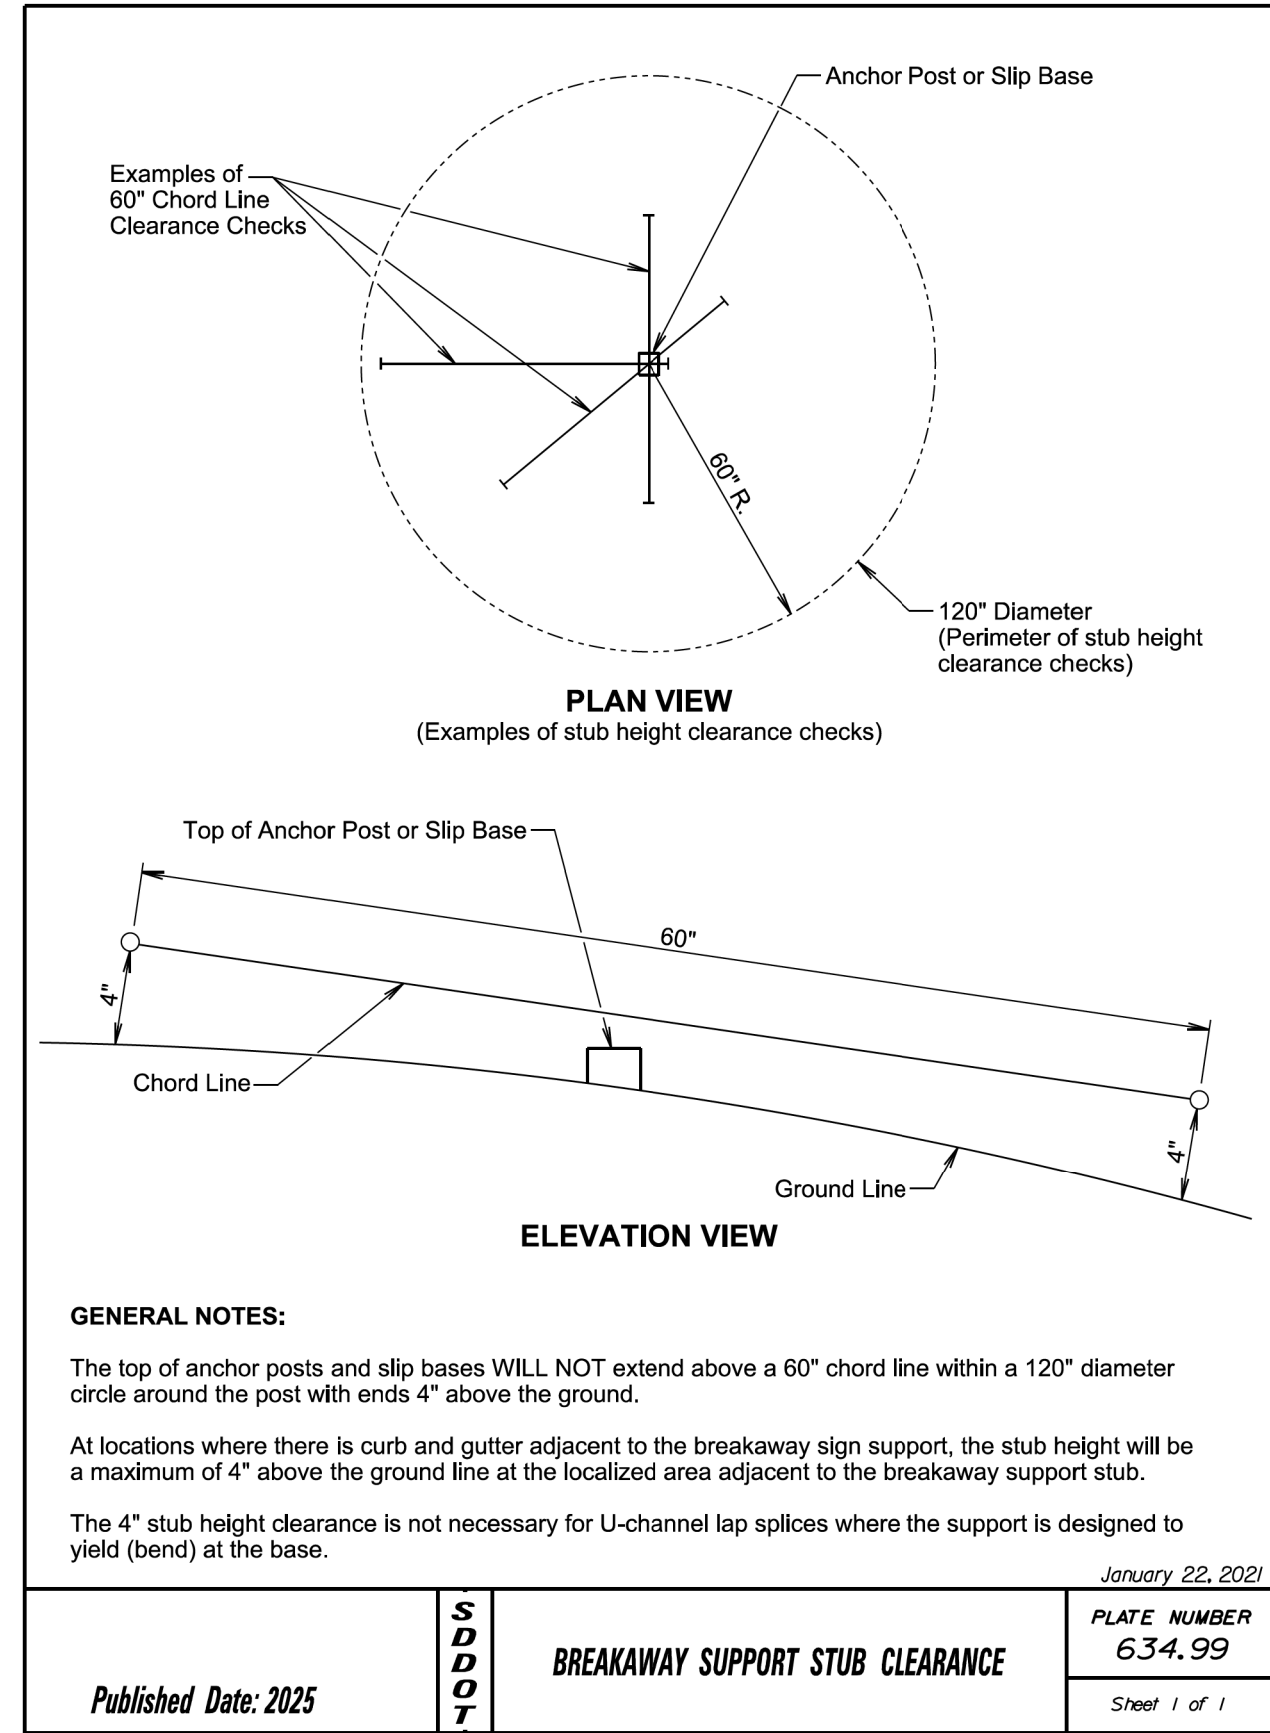 Anchor Post or Slip Base
Examples of
60" Chord Line
Clearance Checks
60" R.
120" Diameter
(Perimeter of stub height
clearance checks)
PLAN VIEW
(Examples of stub height clearance checks)
Top of Anchor Post or Slip Base
60"
4"
Chord Line
4"
Ground Line
ELEVATION VIEW
GENERAL NOTES:
The top of anchor posts and slip bases WILL NOT extend above a 60" chord line within a 120" diameter
circle around the post with ends 4" above the ground.
At locations where there is curb and gutter adjacent to the breakaway sign support, the stub height will be
a maximum of 4" above the ground line at the localized area adjacent to the breakaway support stub.
The 4" stub height clearance is not necessary for U-channel lap splices where the support is designed to
yield (bend) at the base.
January 22, 2021
Published Date: 2025
S
D
D
O
T
BREAKAWAY SUPPORT STUB CLEARANCE
PLATE NUMBER
634.99
Sheet 1 of 1